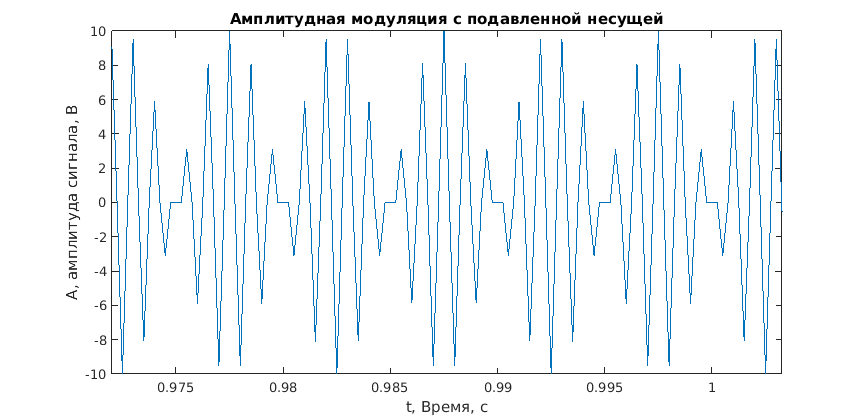 Амплитудная модуляция с подавленной несущей
10
8
6
4
2
0
-2
-4
-6
-8
-10
А, амплитуда сигнала, В
0.975 0.98 0.985 0.99 0.995 1
t, Время, с